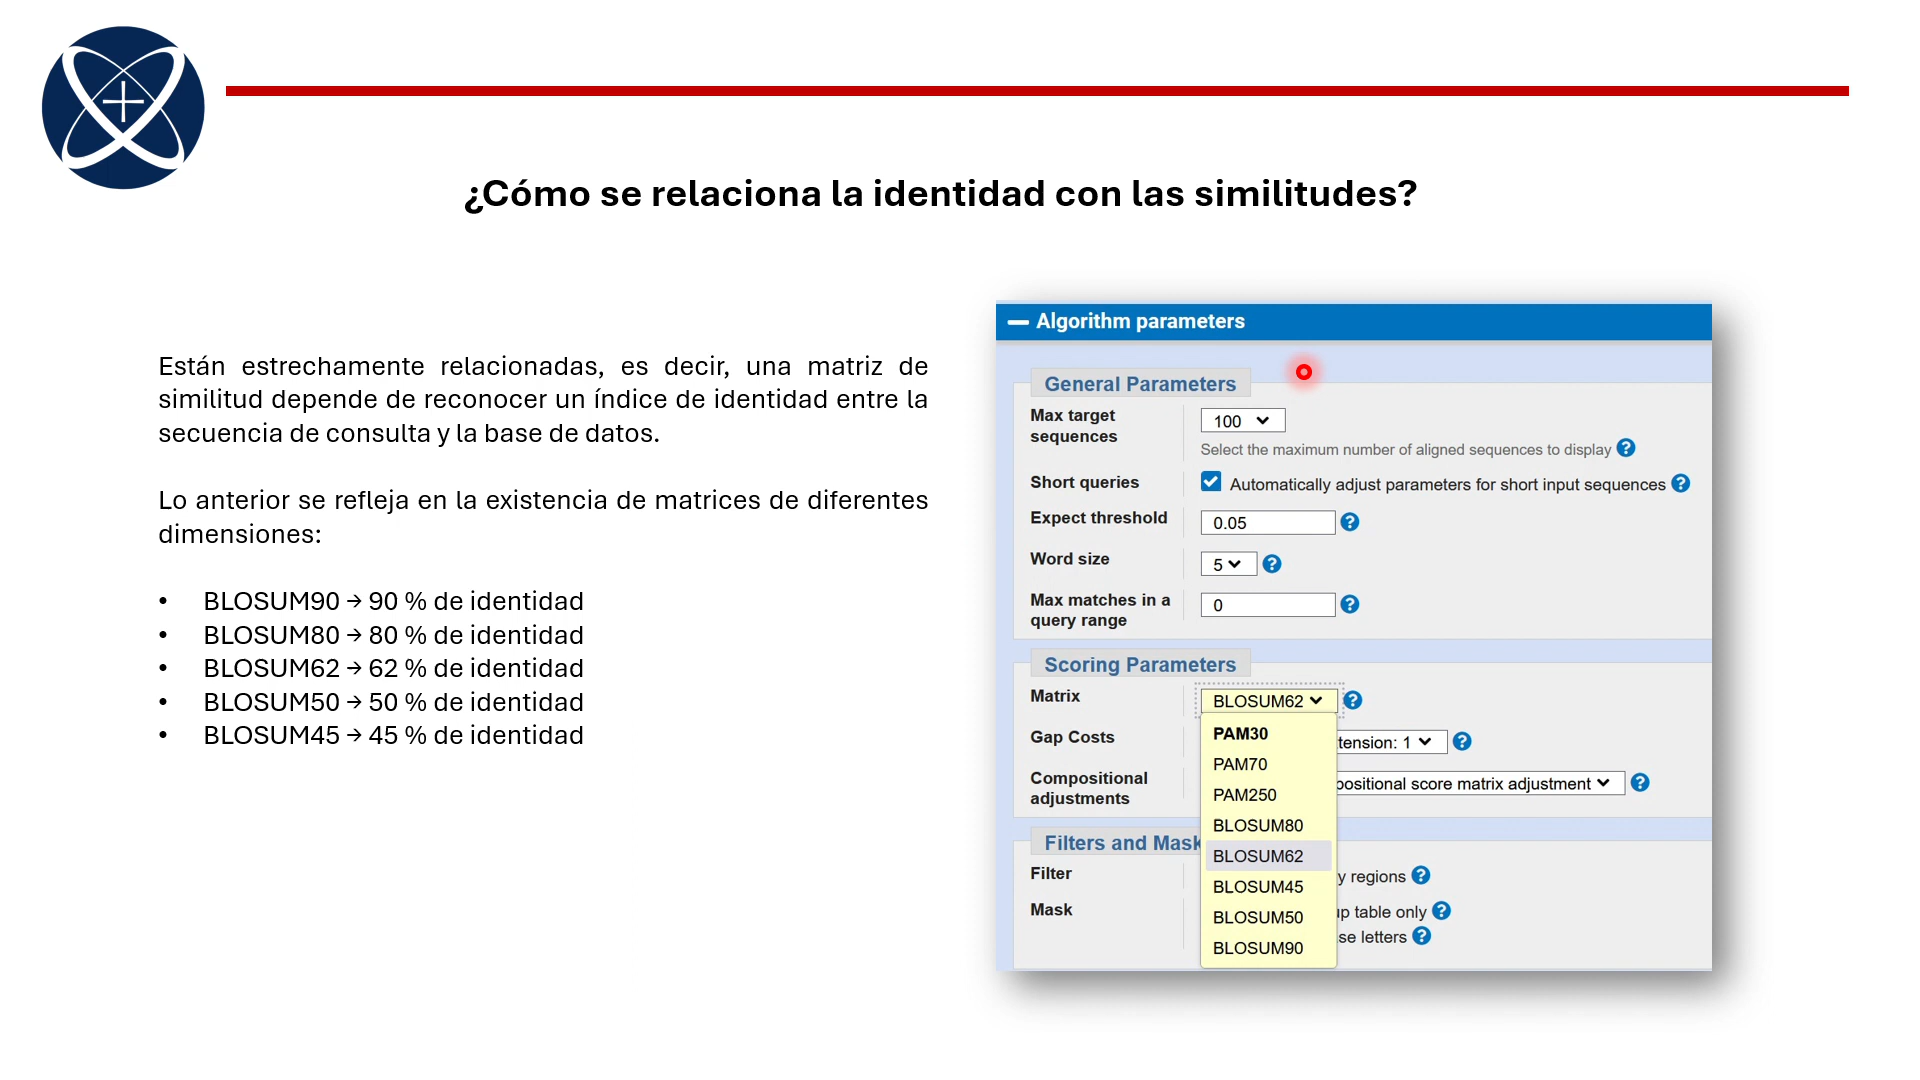 ¿Cómo se relaciona la identidad con las similitudes?
Están estrechamente relacionadas, es decir, una matriz de
similitud depende de reconocer un índice de identidad entre la
secuencia de consulta y la base de datos.
Lo anterior se refleja en la existencia de matrices de diferentes
dimensiones:
• BLOSUM90 → 90 % de identidad
• BLOSUM80 → 80 % de identidad
• BLOSUM62 → 62 % de identidad
• BLOSUM50 → 50 % de identidad
• BLOSUM45 → 45 % de identidad
Algorithm parameters
General Parameters
Max target
sequences
100
Select the maximum number of aligned sequences to display
Short queries
Automatically adjust parameters for short input sequences
Expect threshold
0.05
Word size
5
Max matches in a
query range
0
Scoring Parameters
Matrix
BLOSUM62
PAM30
PAM70
PAM250
BLOSUM80
BLOSUM62
BLOSUM45
BLOSUM50
BLOSUM90
Gap Costs
tension: 1
Compositional
adjustments
positional score matrix adjustment
Filters and Mask
Filter
y regions
Mask
up table only
se letters